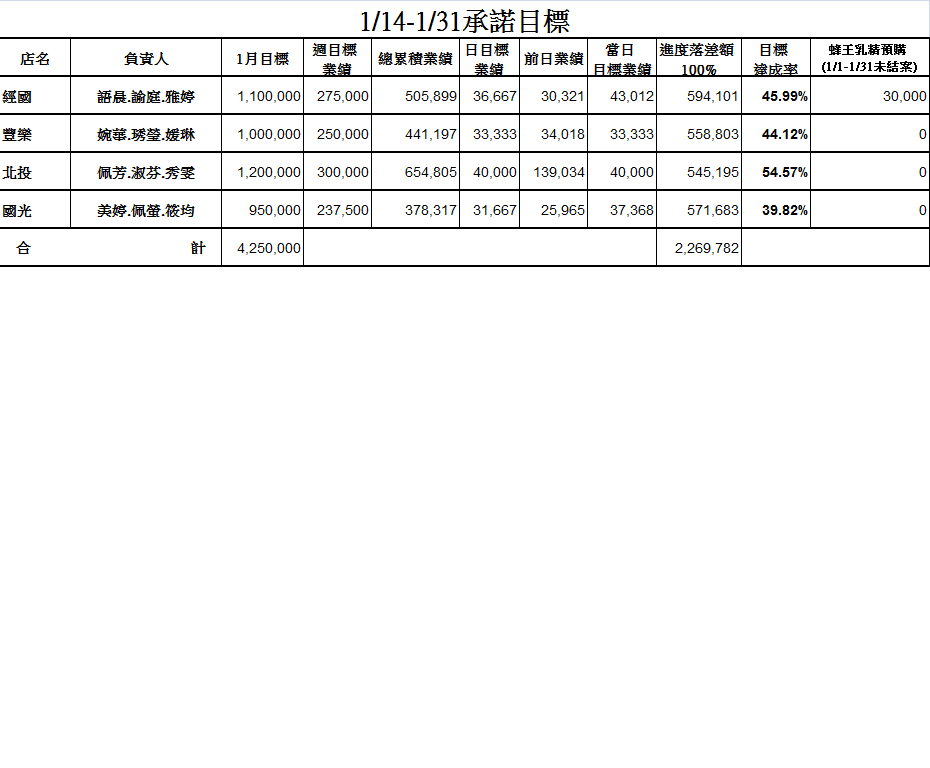 1/14-1/31承諾目標
店名 負責人 1月目標 週目標業績 總累積業績 日目標業績 前日業績 當日目標業績 進度落差額100% 目標達成率 蜂王乳精預購(1/1-1/31未結案)
經國 語晨.諭庭.雅婷 1,100,000 275,000 505,899 36,667 30,321 43,012 594,101 45.99% 30,000
豐樂 婉華.琇瑩.媛琳 1,000,000 250,000 441,197 33,333 34,018 33,333 558,803 44.12% 0
北投 佩芳.淑芬.秀雯 1,200,000 300,000 654,805 40,000 139,034 40,000 545,195 54.57% 0
國光 美婷.佩螢.筱均 950,000 237,500 378,317 31,667 25,965 37,368 571,683 39.82% 0
合計 4,250,000 2,269,782